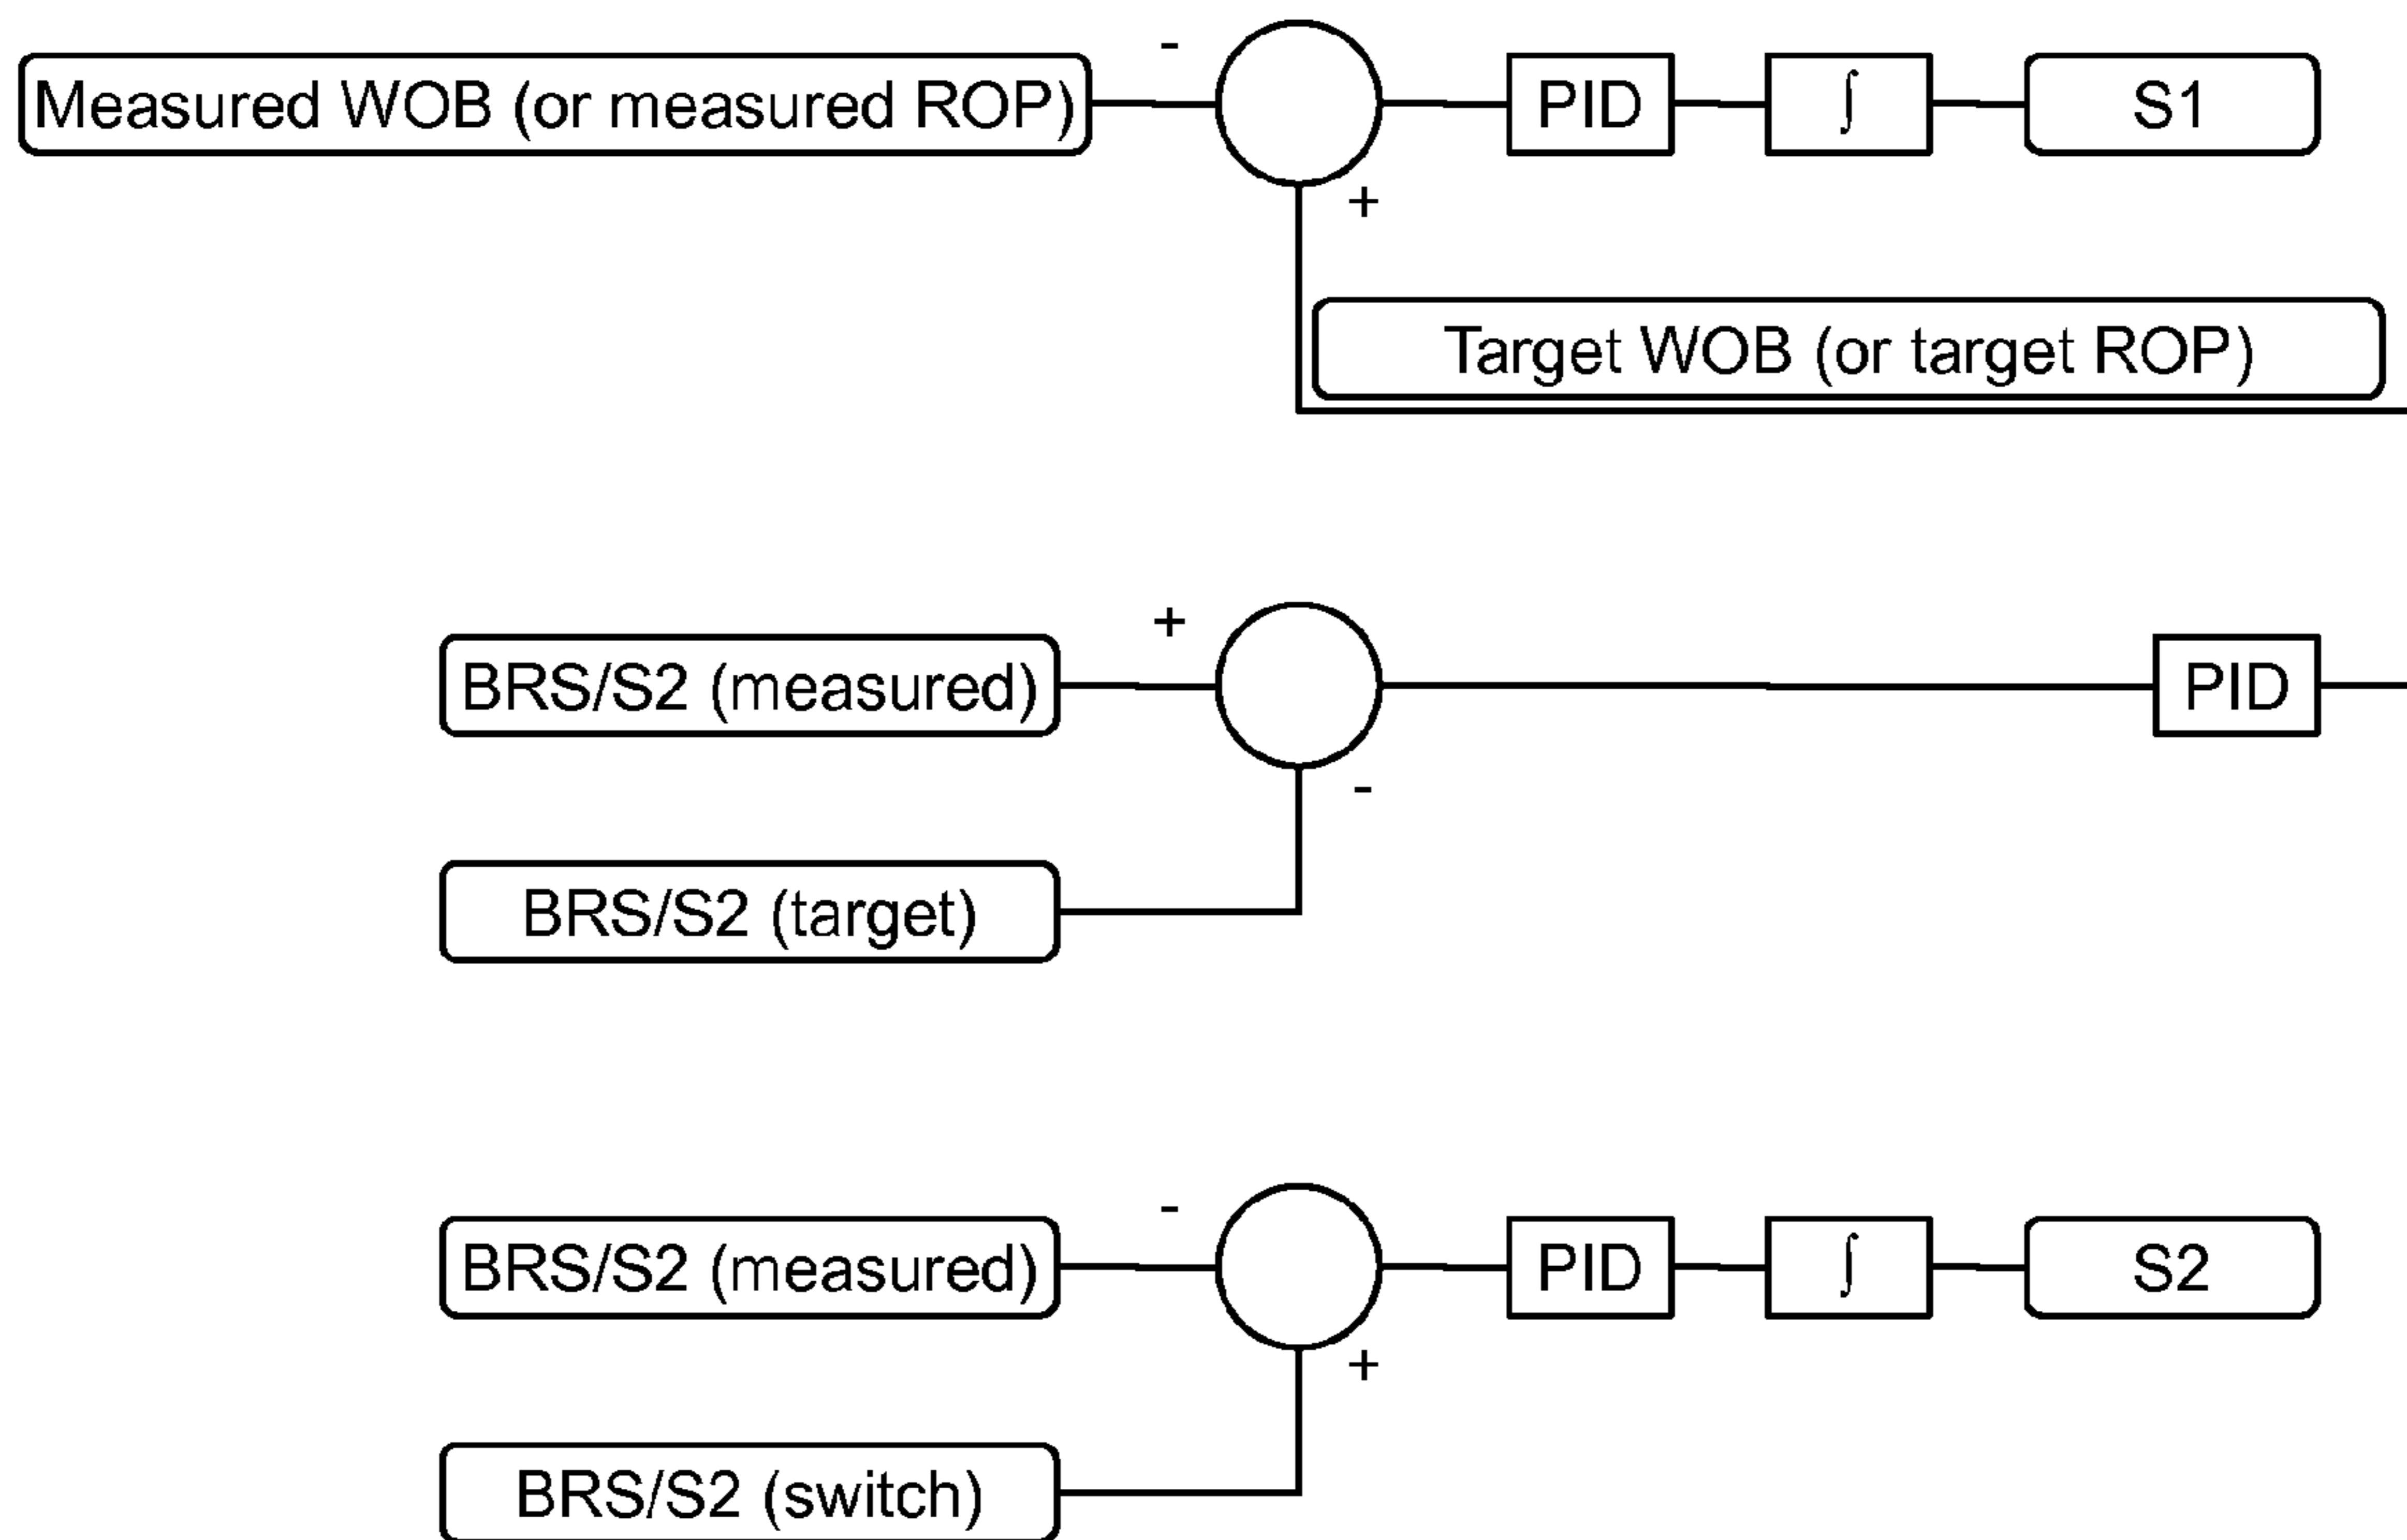 -
Measured WOB (or measured ROP)
PID
∫
S1
+
Target WOB (or target ROP)
+
BRS/S2 (measured)
PID
-
BRS/S2 (target)
-
BRS/S2 (measured)
PID
∫
S2
+
BRS/S2 (switch)